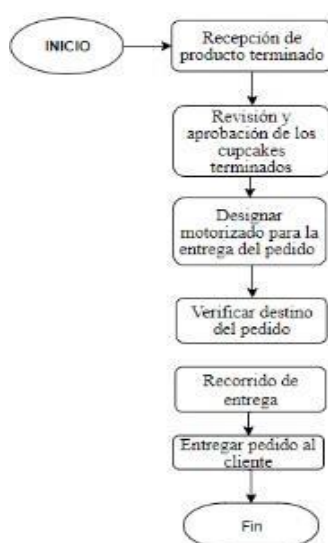 INICIO
Recepción de
producto terminado
Revisión y
aprobación de los
cupcakes
terminados
Designar
motorizado para la
entrega del pedido
Verificar destino
del pedido
Recorrido de
entrega
Entregar pedido al
cliente
Fin